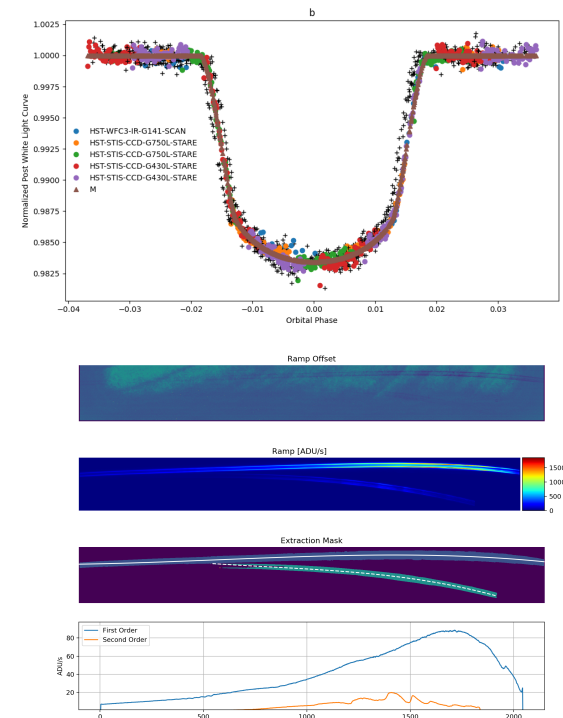 b
1.0025
1.0000
0.9975
0.9950
0.9925
0.9900
0.9875
0.9850
0.9825
Normalized Post White Light Curve
HST-WFC3-IR-G141-SCAN
HST-STIS-CCD-G750L-STARE
HST-STIS-CCD-G750L-STARE
HST-STIS-CCD-G430L-STARE
HST-STIS-CCD-G430L-STARE
M
−0.04 −0.03 −0.02 −0.01 0.00 0.01 0.02 0.03
Orbital Phase
Ramp Offset
Ramp [ADU/s]
1500
1000
500
0
Extraction Mask
First Order
Second Order
80
60
40
20
ADU/s
0 500 1000 1500 2000